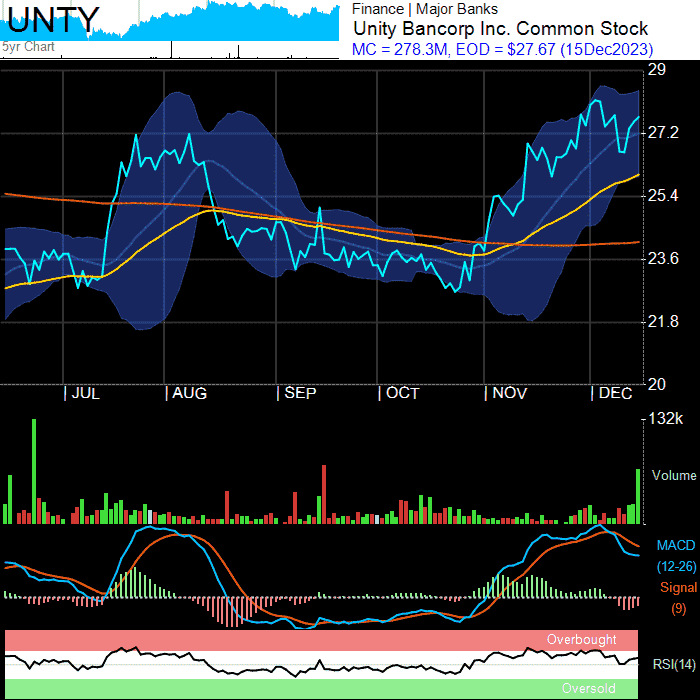 UNTY
5yr Chart
Finance | Major Banks
Unity Bancorp Inc. Common Stock
MC = 278.3M, EOD = $27.67 (15Dec2023)
29
27.2
25.4
23.6
21.8
20
| JUL | AUG | SEP | OCT | NOV | DEC
132k
Volume
MACD
(12-26)
Signal
(9)
Overbought
RSI(14)
Oversold